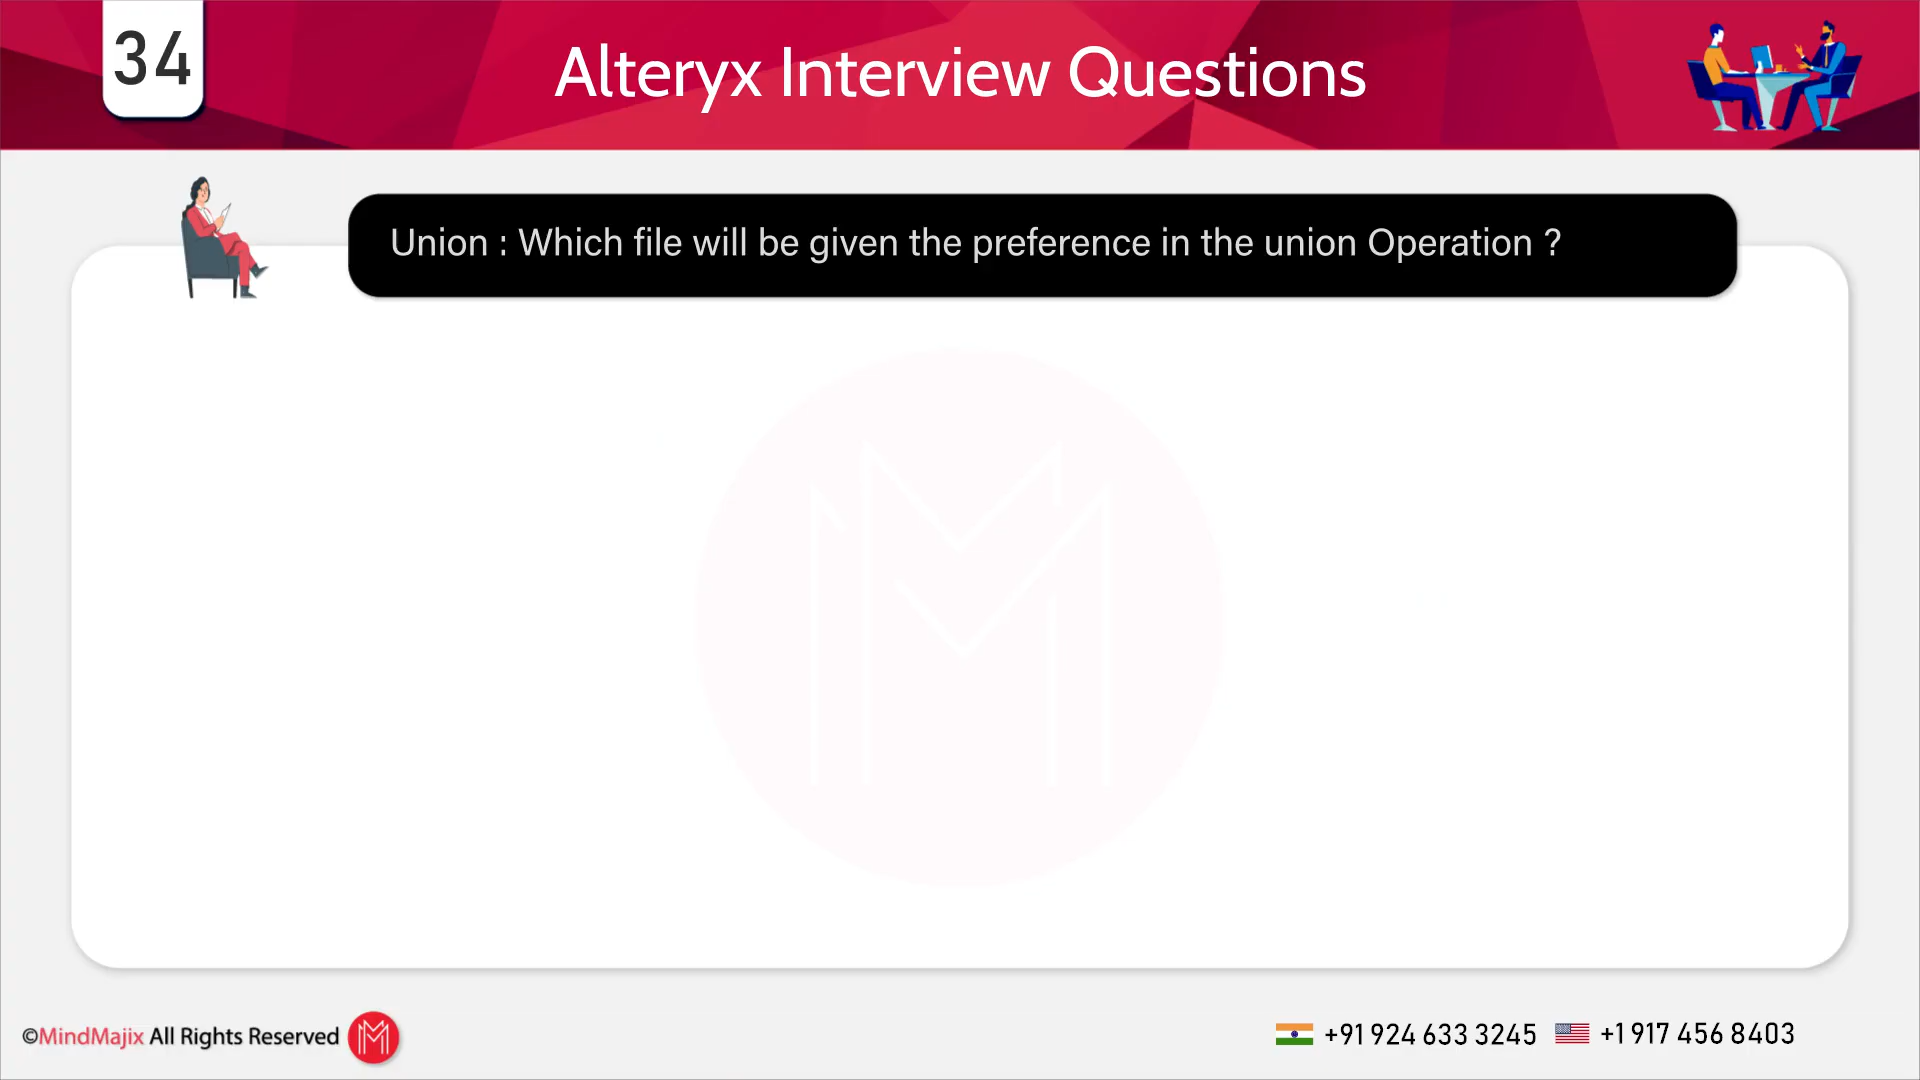 34
Alteryx Interview Questions
Union : Which file will be given the preference in the union Operation ?
©MindMajix All Rights Reserved
+91 924 633 3245
+1 917 456 8403